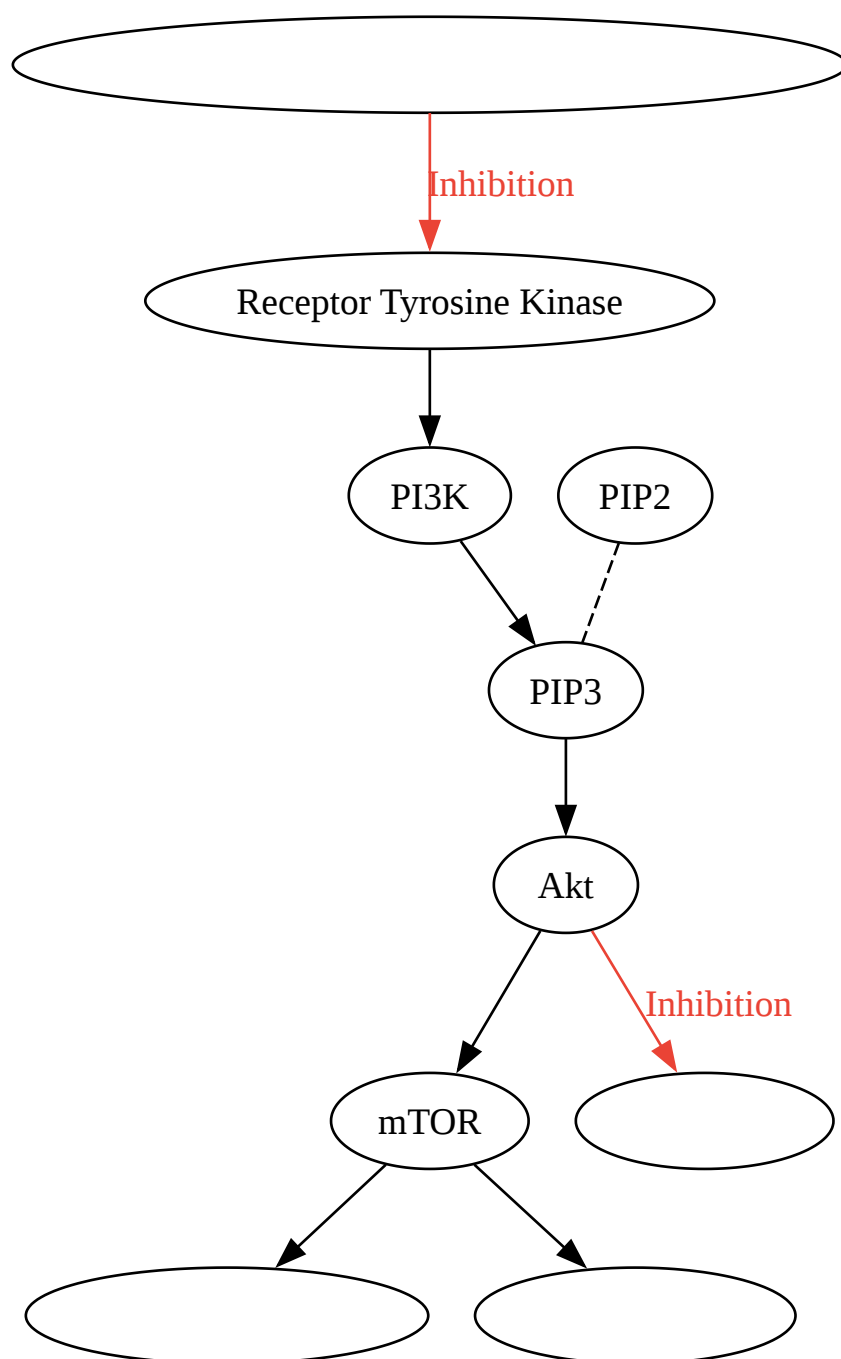 Inhibition
Receptor Tyrosine Kinase
PI3K
PIP2
PIP3
Akt
Inhibition
mTOR